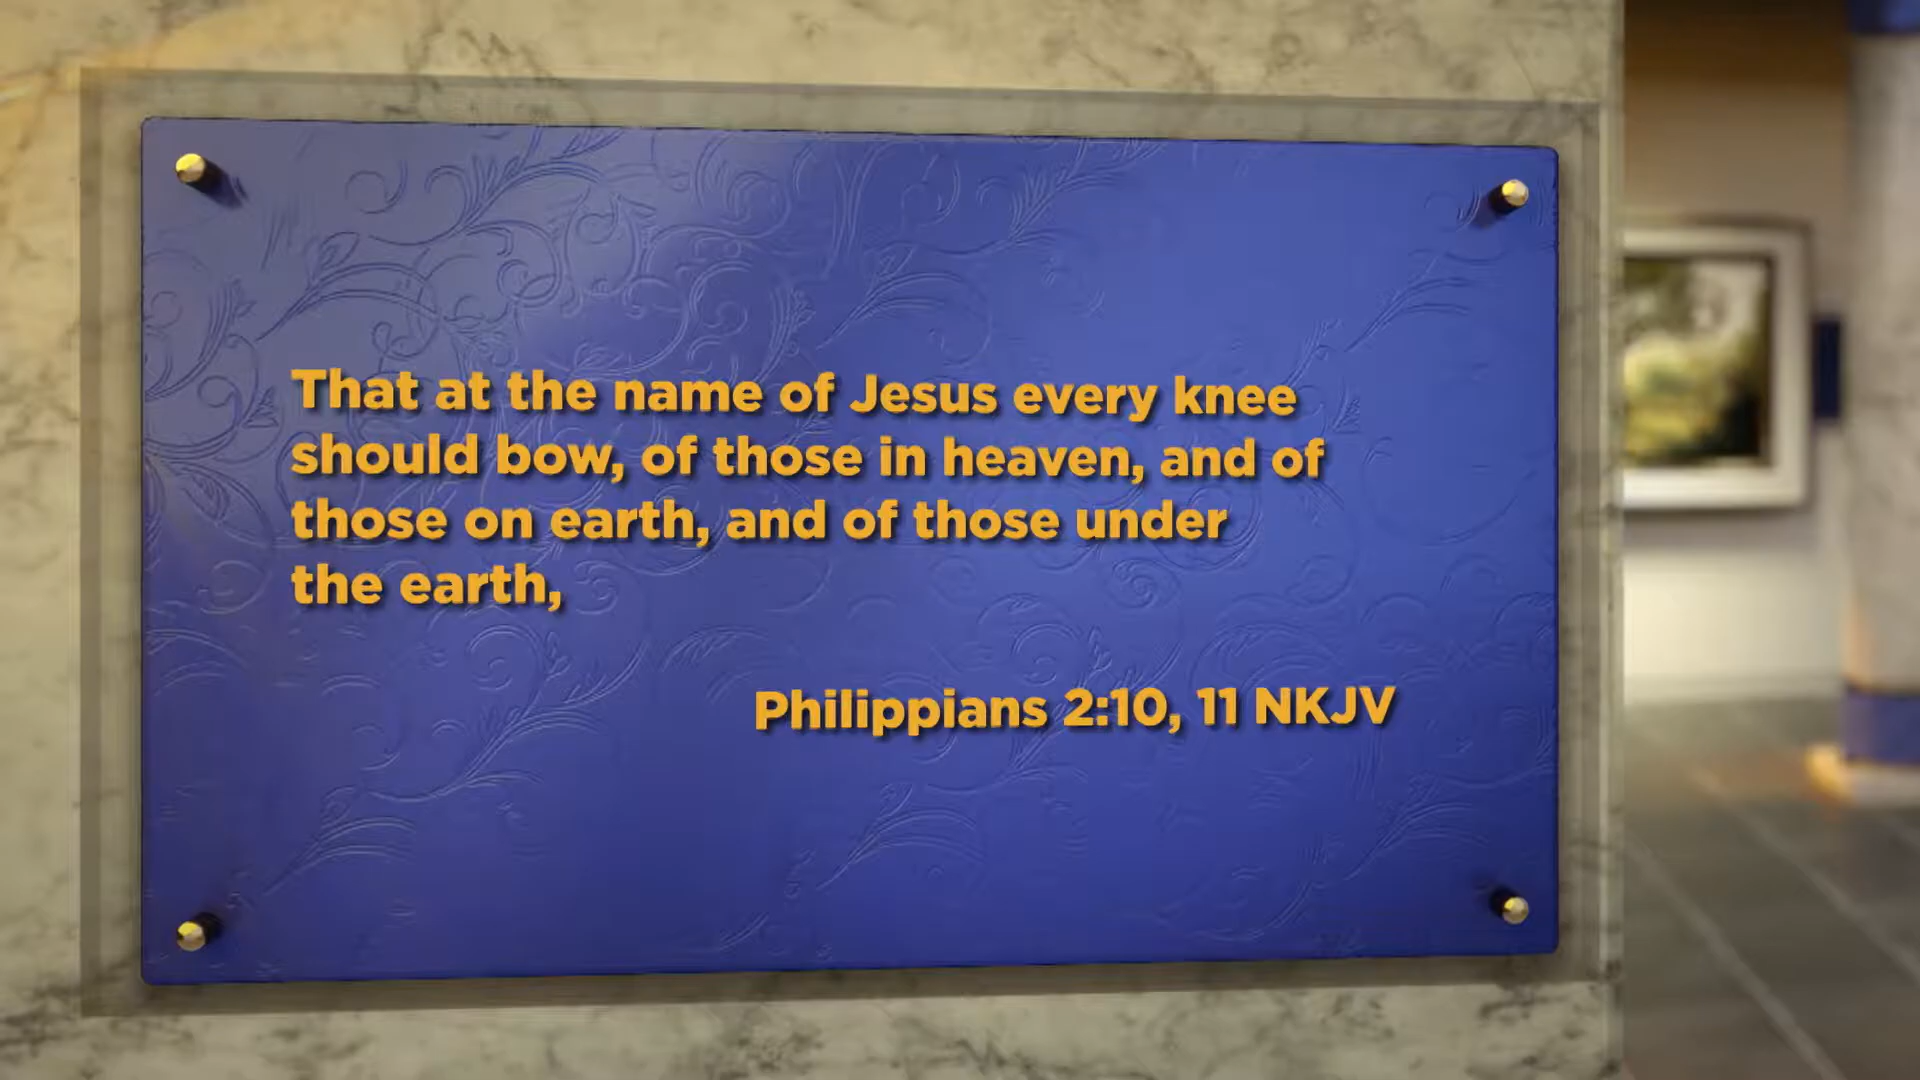 That at the name of Jesus every knee
should bow, of those in heaven, and of
those on earth, and of those under
the earth,
Philippians 2:10, 11 NKJV